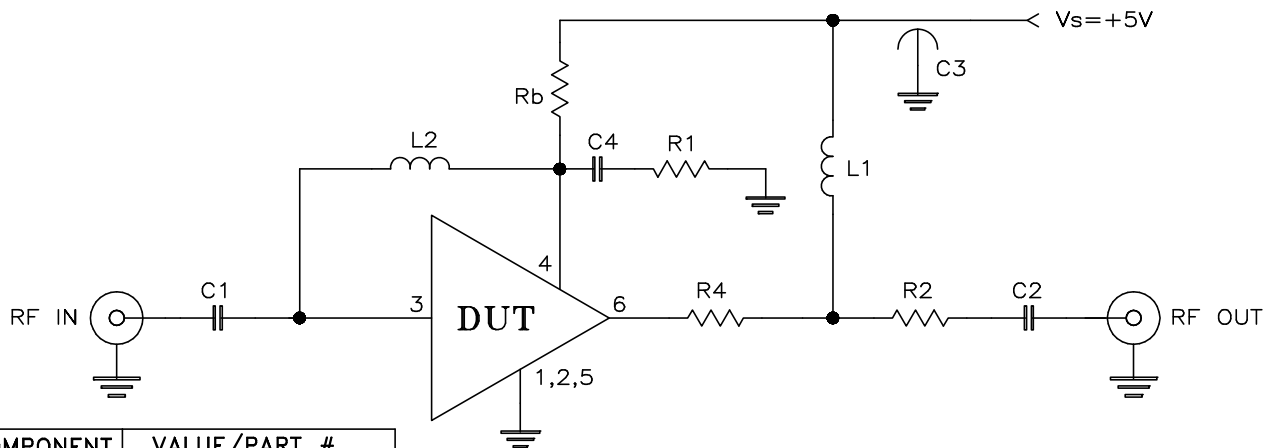 Vs=+5V
C3
Rb
L2
C4
R1
L1
4
C1
3
DUT
6
R4
R2
C2
RF IN
RF OUT
1,2,5
VALUE/PART #